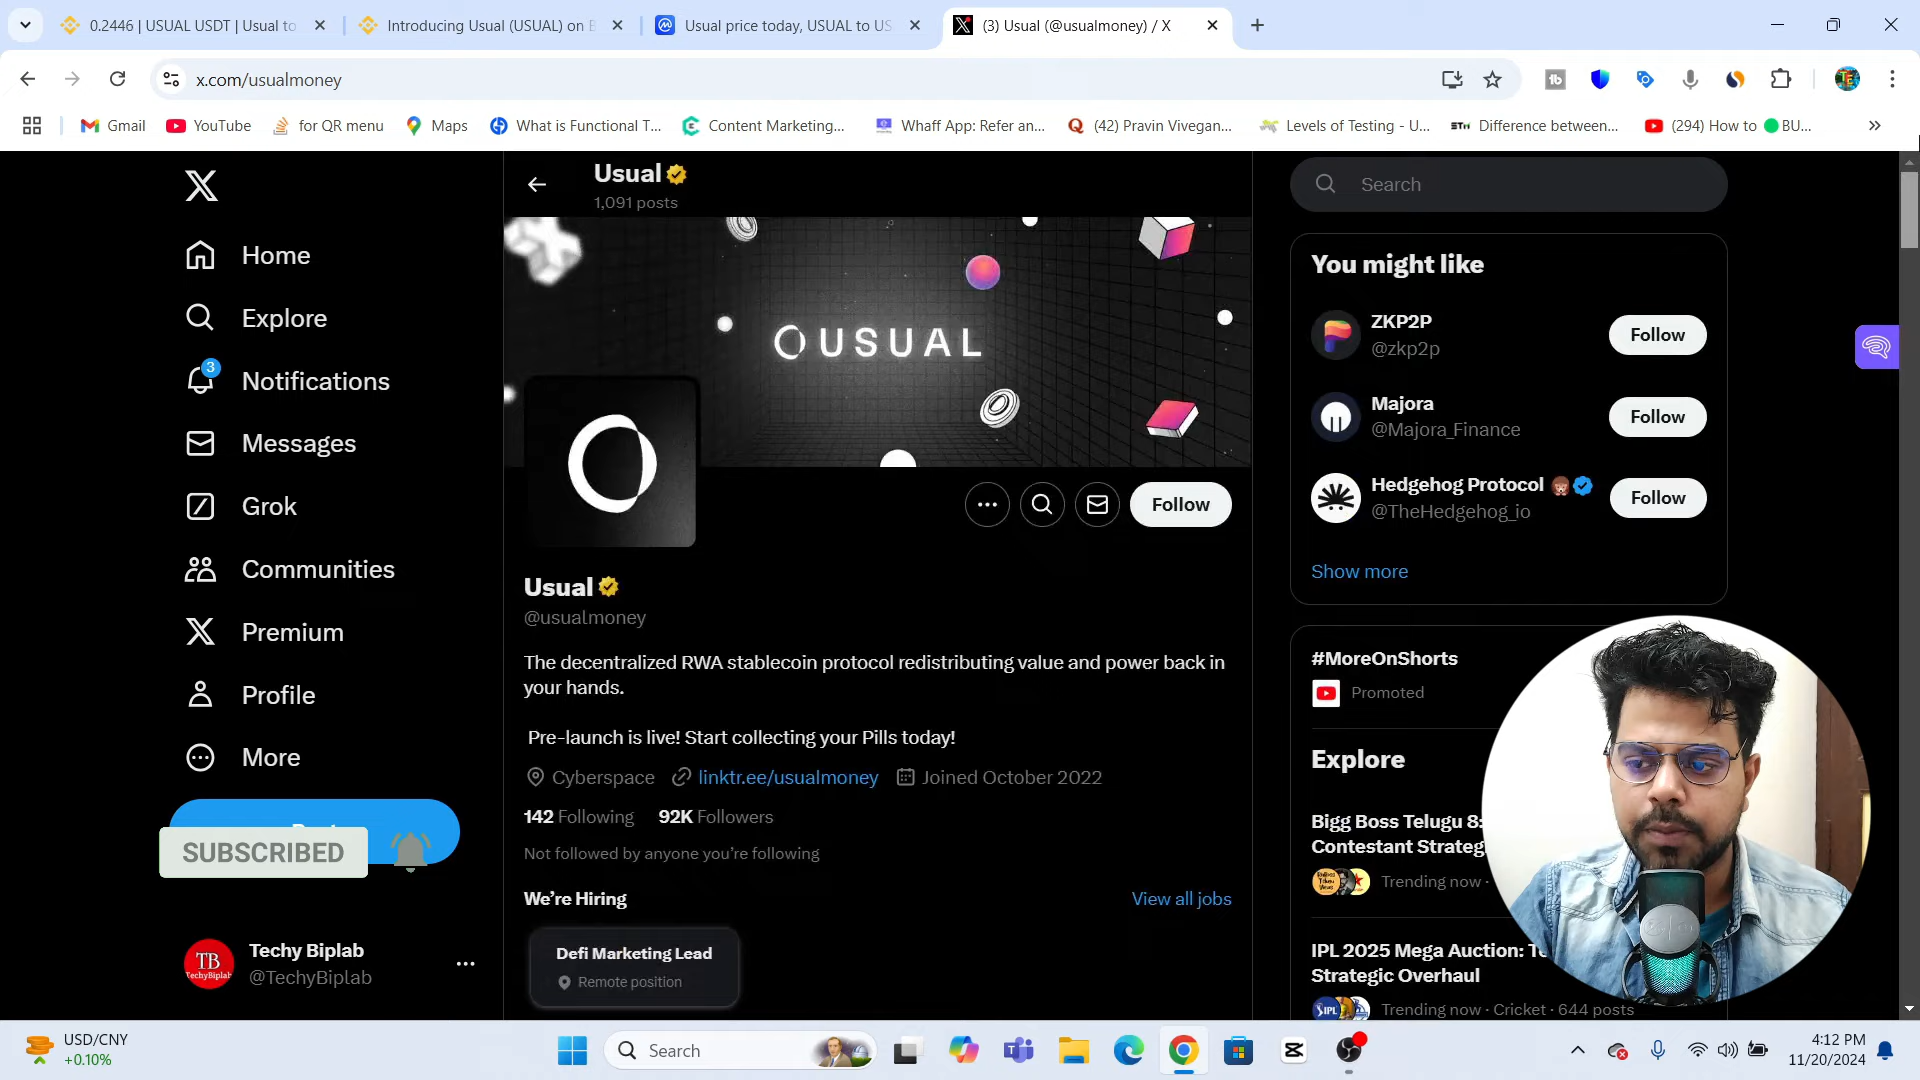 0.2446 | USUAL USDT | Usual to
Introducing Usual (USUAL) on B
Usual price today, USUAL to US
(3) Usual (@usualmoney) / X
x.com/usualmoney
Gmail
YouTube
for QR menu
Maps
What is Functional T...
Content Marketing...
Whaff App: Refer an...
(42) Pravin Vivegan...
Levels of Testing - U...
Difference between...
(294) How to 🟢BU...
Home
Explore
3
Notifications
Messages
Grok
Communities
Premium
Profile
More
SUBSCRIBED
TB
TechyBiplab
Techy Biplab
@TechyBiplab
Usual
1,091 posts
USUAL
Follow
Usual
@usualmoney
The decentralized RWA stablecoin protocol redistributing value and power back in
your hands.
Pre-launch is live! Start collecting your Pills today!
Cyberspace
linktr.ee/usualmoney
Joined October 2022
142 Following
92K Followers
Not followed by anyone you’re following
We’re Hiring
View all jobs
Defi Marketing Lead
Remote position
Search
You might like
ZKP2P
@zkp2p
Follow
Majora
@Majora_Finance
Follow
Hedgehog Protocol
@TheHedgehog_io
Follow
Show more
#MoreOnShorts
Promoted
Explore
Bigg Boss Telugu 8:
Contestant Strateg
Trending now ·
IPL 2025 Mega Auction: Te
Strategic Overhaul
Trending now · Cricket · 644 posts
USD/CNY
+0.10%
Search
4:12 PM
11/20/2024